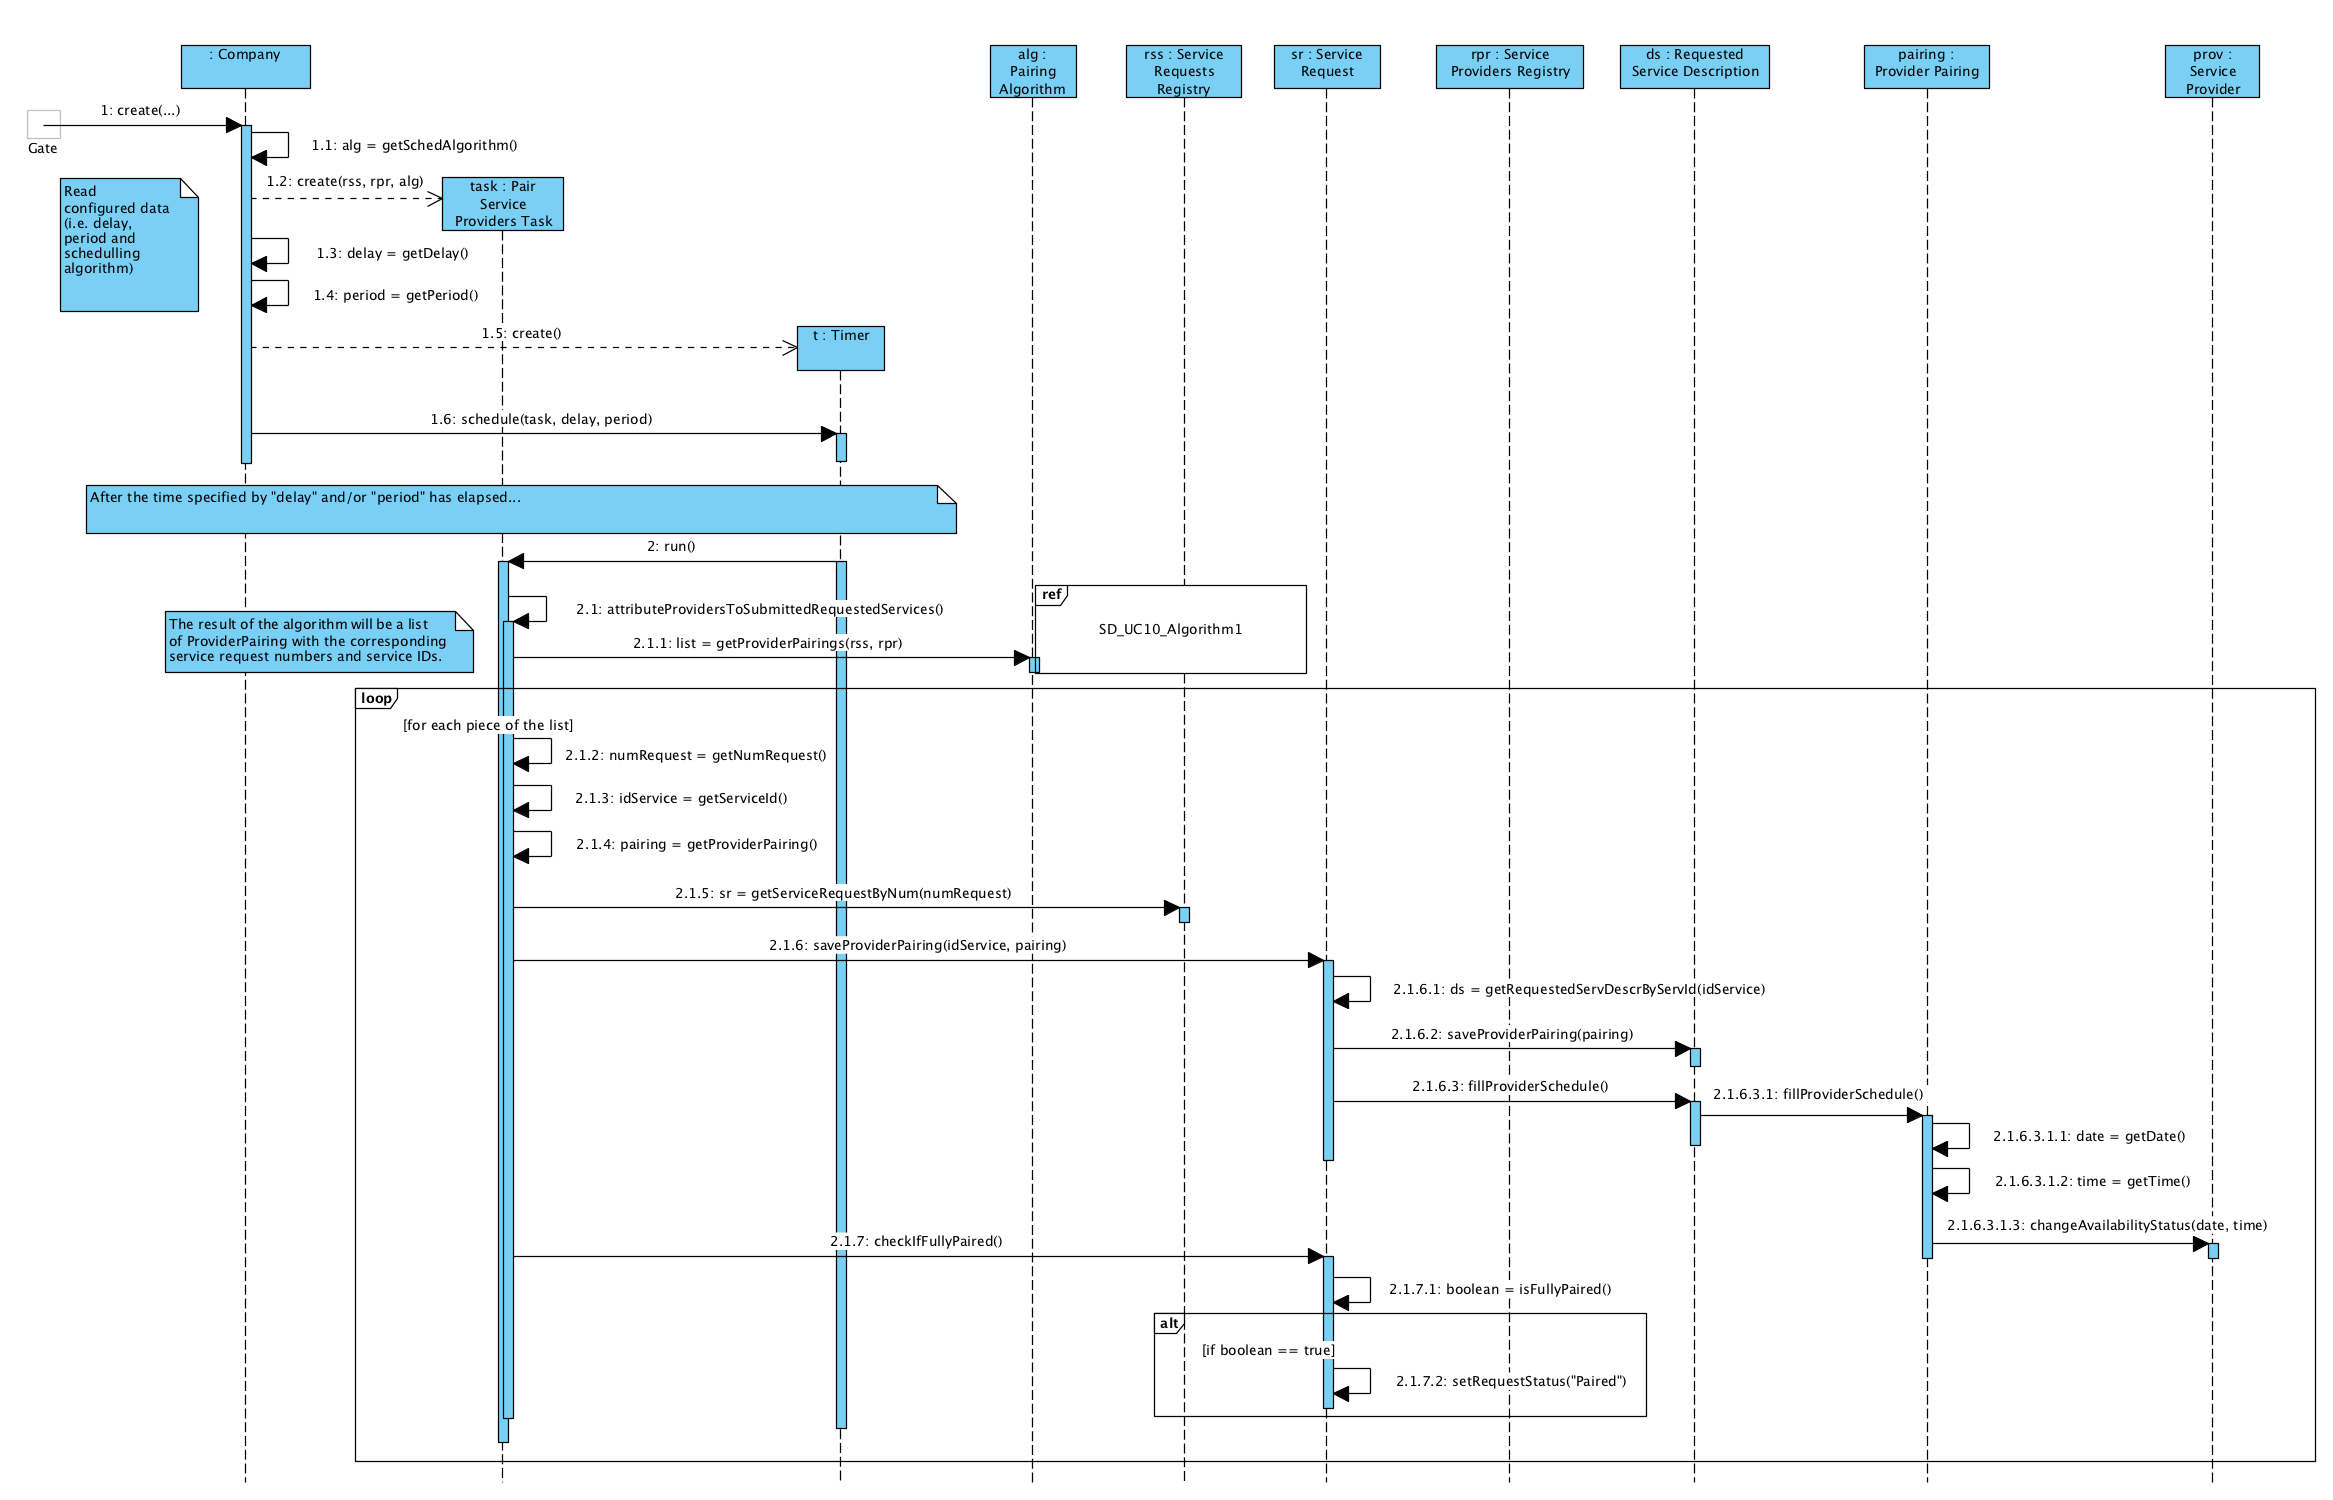 : Company
alg :
Pairing
Algorithm
rss : Service
Requests
Registry
sr : Service
Request
rpr : Service
Providers Registry
ds : Requested
Service Description
pairing :
Provider Pairing
prov :
Service
Provider
1: create(...)
Gate
1.1: alg = getSchedAlgorithm()
Read
configured data
(i.e. delay,
period and
schedulling
algorithm)
1.2: create(rss, rpr, alg)
task : Pair
Service
Providers Task
1.3: delay = getDelay()
1.4: period = getPeriod()
1.5: create()
t : Timer
1.6: schedule(task, delay, period)
After the time specified by "delay" and/or "period" has elapsed...
2: run()
ref
SD_UC10_Algorithm1
2.1: attributeProvidersToSubmittedRequestedServices()
The result of the algorithm will be a list
of ProviderPairing with the corresponding
service request numbers and service IDs.
2.1.1: list = getProviderPairings(rss, rpr)
loop
[for each piece of the list]
2.1.2: numRequest = getNumRequest()
2.1.3: idService = getServiceId()
2.1.4: pairing = getProviderPairing()
2.1.5: sr = getServiceRequestByNum(numRequest)
2.1.6: saveProviderPairing(idService, pairing)
2.1.6.1: ds = getRequestedServDescrByServId(idService)
2.1.6.2: saveProviderPairing(pairing)
2.1.6.3: fillProviderSchedule()
2.1.6.3.1: fillProviderSchedule()
2.1.6.3.1.1: date = getDate()
2.1.6.3.1.2: time = getTime()
2.1.6.3.1.3: changeAvailabilityStatus(date, time)
2.1.7: checkIfFullyPaired()
2.1.7.1: boolean = isFullyPaired()
alt
[if boolean == true]
2.1.7.2: setRequestStatus("Paired")